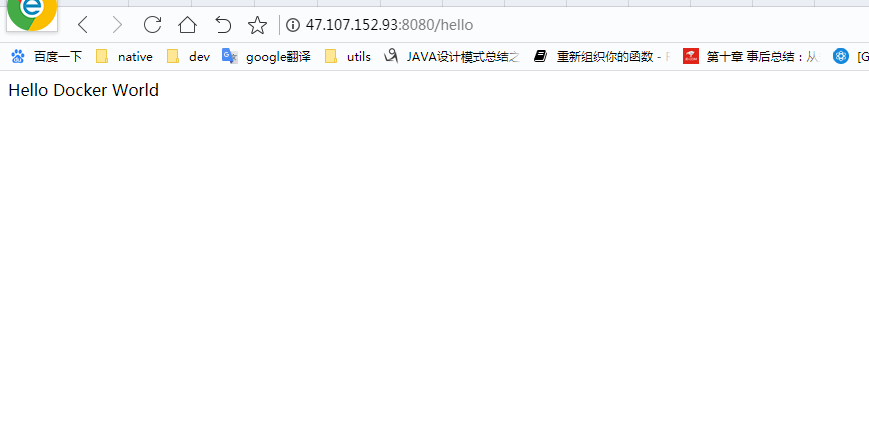 47.107.152.93:8080/hello
百度一下 native dev google翻译 utils JAVA设计模式总结之 重新组织你的函数 - 第十章 事后总结：从 [G
Hello Docker World